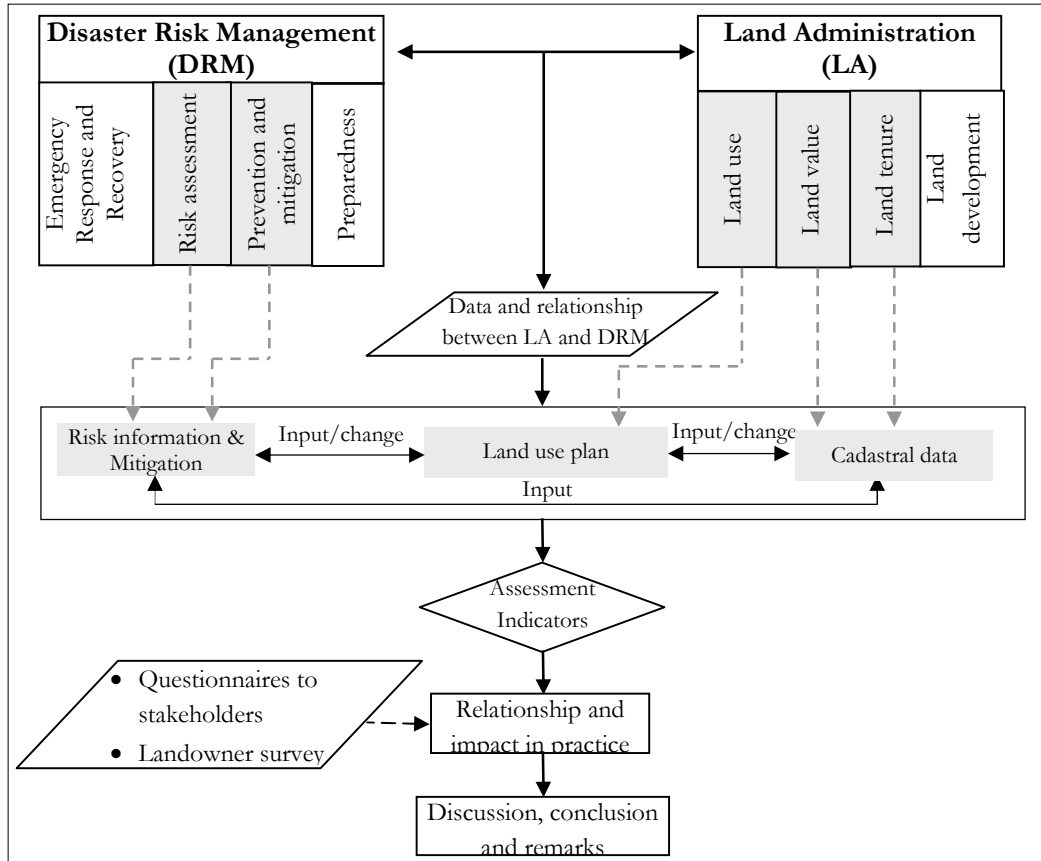 Disaster Risk Management
(DRM)
Land Administration
(LA)
Emergency
Response and
Recovery
Risk assessment
Prevention and
mitigation
Preparedness
Land use
Land value
Land tenure
Land
development
Data and relationship
between LA and DRM
Risk information &
Mitigation
Input/change
Land use plan
Input/change
Cadastral data
Input
Assessment
Indicators
• Questionnaires to
stakeholders
• Landowner survey
Relationship and
impact in practice
Discussion, conclusion
and remarks